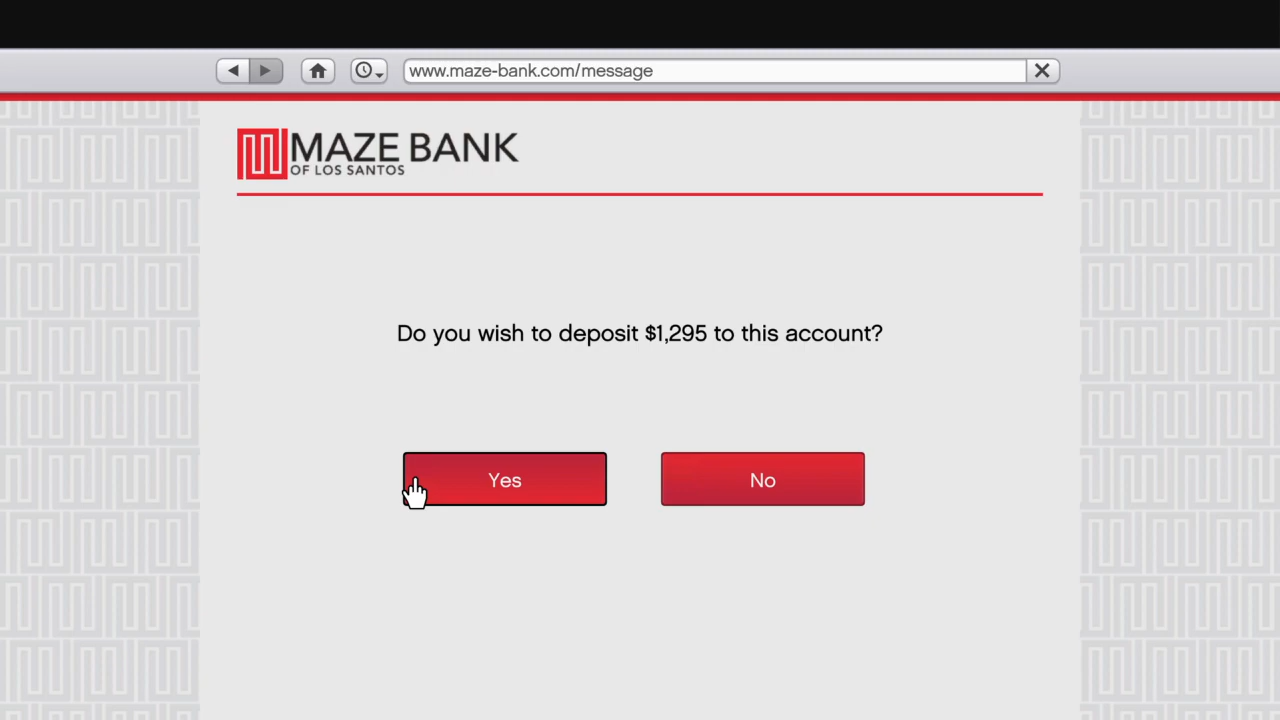 www.maze-bank.com/message
MAZE BANK
OF LOS SANTOS
Do you wish to deposit $1,295 to this account?
Yes
No